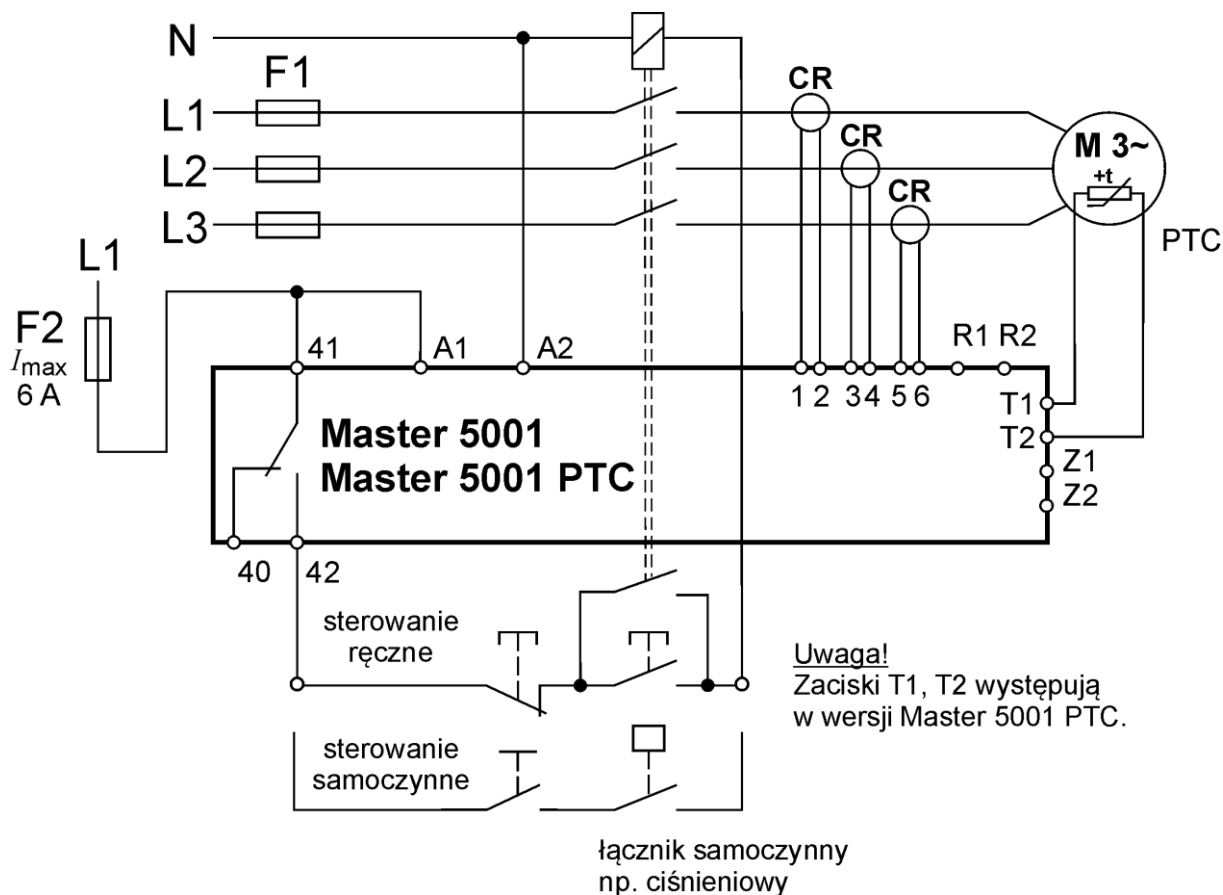 N
F1
L1
L2
L3
CR
CR
CR
M 3~
+t
PTC
L1
F2
Imax
6 A
41
A1
A2
1 2 3 4 5 6
R1 R2
T1
T2
Z1
Z2
Master 5001
Master 5001 PTC
40
42
sterowanie
ręczne
Uwaga!
Zaciski T1, T2 występują
w wersji Master 5001 PTC.
sterowanie
samoczynne
łącznik samoczynny
np. ciśnieniowy